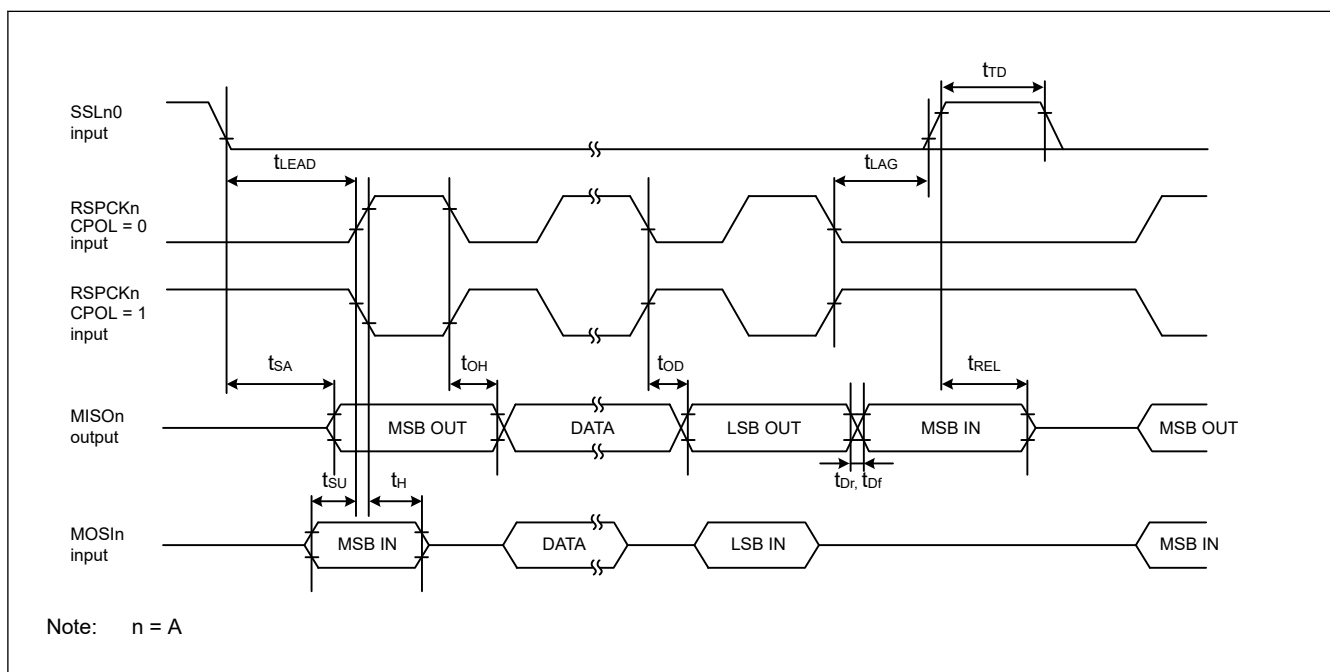 tTD
SSLn0
input
tLEAD
tLAG
RSPCKn
CPOL = 0
input
RSPCKn
CPOL = 1
input
tSA
tOH
tOD
tREL
MISOn
output
MSB OUT
DATA
LSB OUT
MSB IN
MSB OUT
tSU
tH
tDr, tDf
MOSIn
input
MSB IN
DATA
LSB IN
MSB IN
Note: n = A